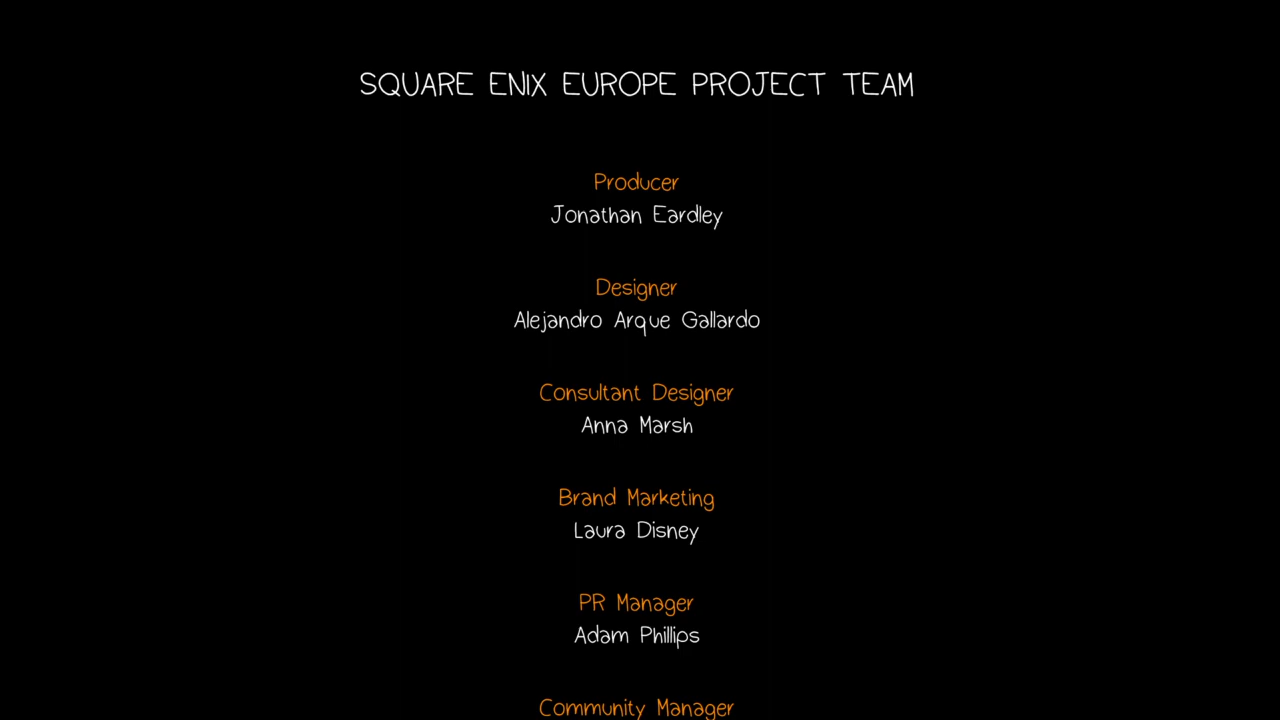 SQUARE ENIX EUROPE PROJECT TEAM
Producer
Jonathan Eardley
Designer
Alejandro Arque Gallardo
Consultant Designer
Anna Marsh
Brand Marketing
Laura Disney
PR Manager
Adam Phillips
Community Manager